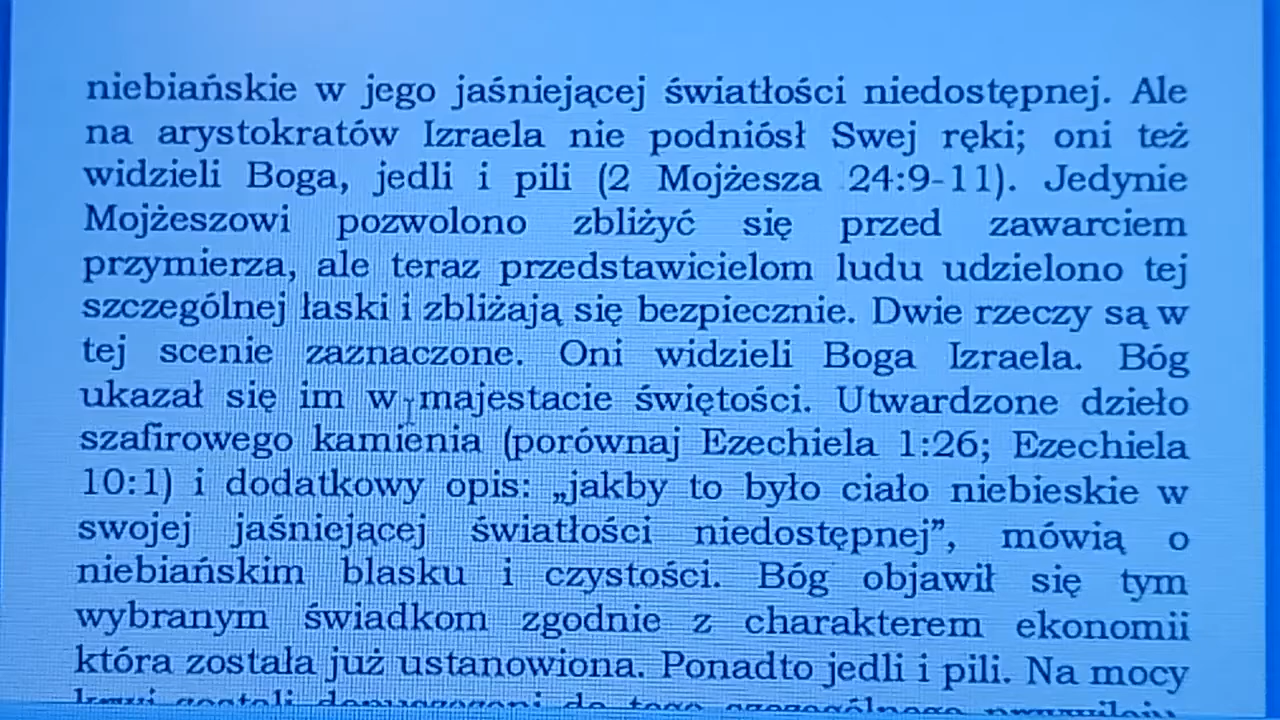 niebiańskie w jego jaśniejącej światłości niedostępnej. Ale
na arystokratów Izraela nie podniósł Swej ręki; oni też
widzieli Boga, jedli i pili (2 Mojżesza 24:9-11). Jedynie
Mojżeszowi pozwolono zbliżyć się przed zawarciem
przymierza, ale teraz przedstawicielom ludu udzielono tej
szczególnej łaski i zbliżają się bezpiecznie. Dwie rzeczy są w
tej scenie zaznaczone. Oni widzieli Boga Izraela. Bóg
ukazał się im w majestacie świętości. Utwardzone dzieło
szafirowego kamienia (porównaj Ezechiela 1:26; Ezechiela
10:1) i dodatkowy opis: „jakby to było ciało niebieskie w
swojej jaśniejącej światłości niedostępnej”, mówią o
niebiańskim blasku i czystości. Bóg objawił się tym
wybranym świadkom zgodnie z charakterem ekonomii
która została już ustanowiona. Ponadto jedli i pili. Na mocy